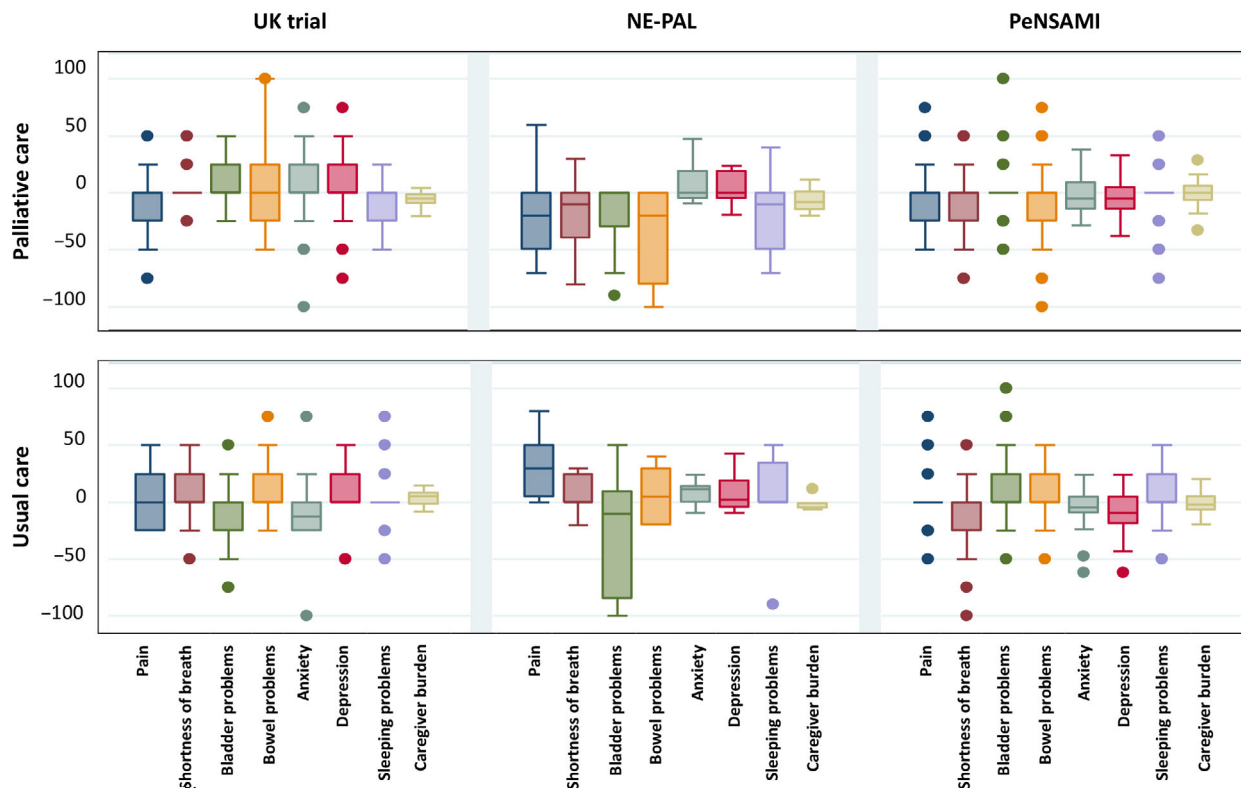 UK trial NE-PAL PeNSAMI
Palliative care
100
50
0
−50
−100
Usual care
100
50
0
−50
−100
Pain
Shortness of breath
Bladder problems
Bowel problems
Anxiety
Depression
Sleeping problems
Caregiver burden
Pain
Shortness of breath
Bladder problems
Bowel problems
Anxiety
Depression
Sleeping problems
Caregiver burden
Pain
Shortness of breath
Bladder problems
Bowel problems
Anxiety
Depression
Sleeping problems
Caregiver burden